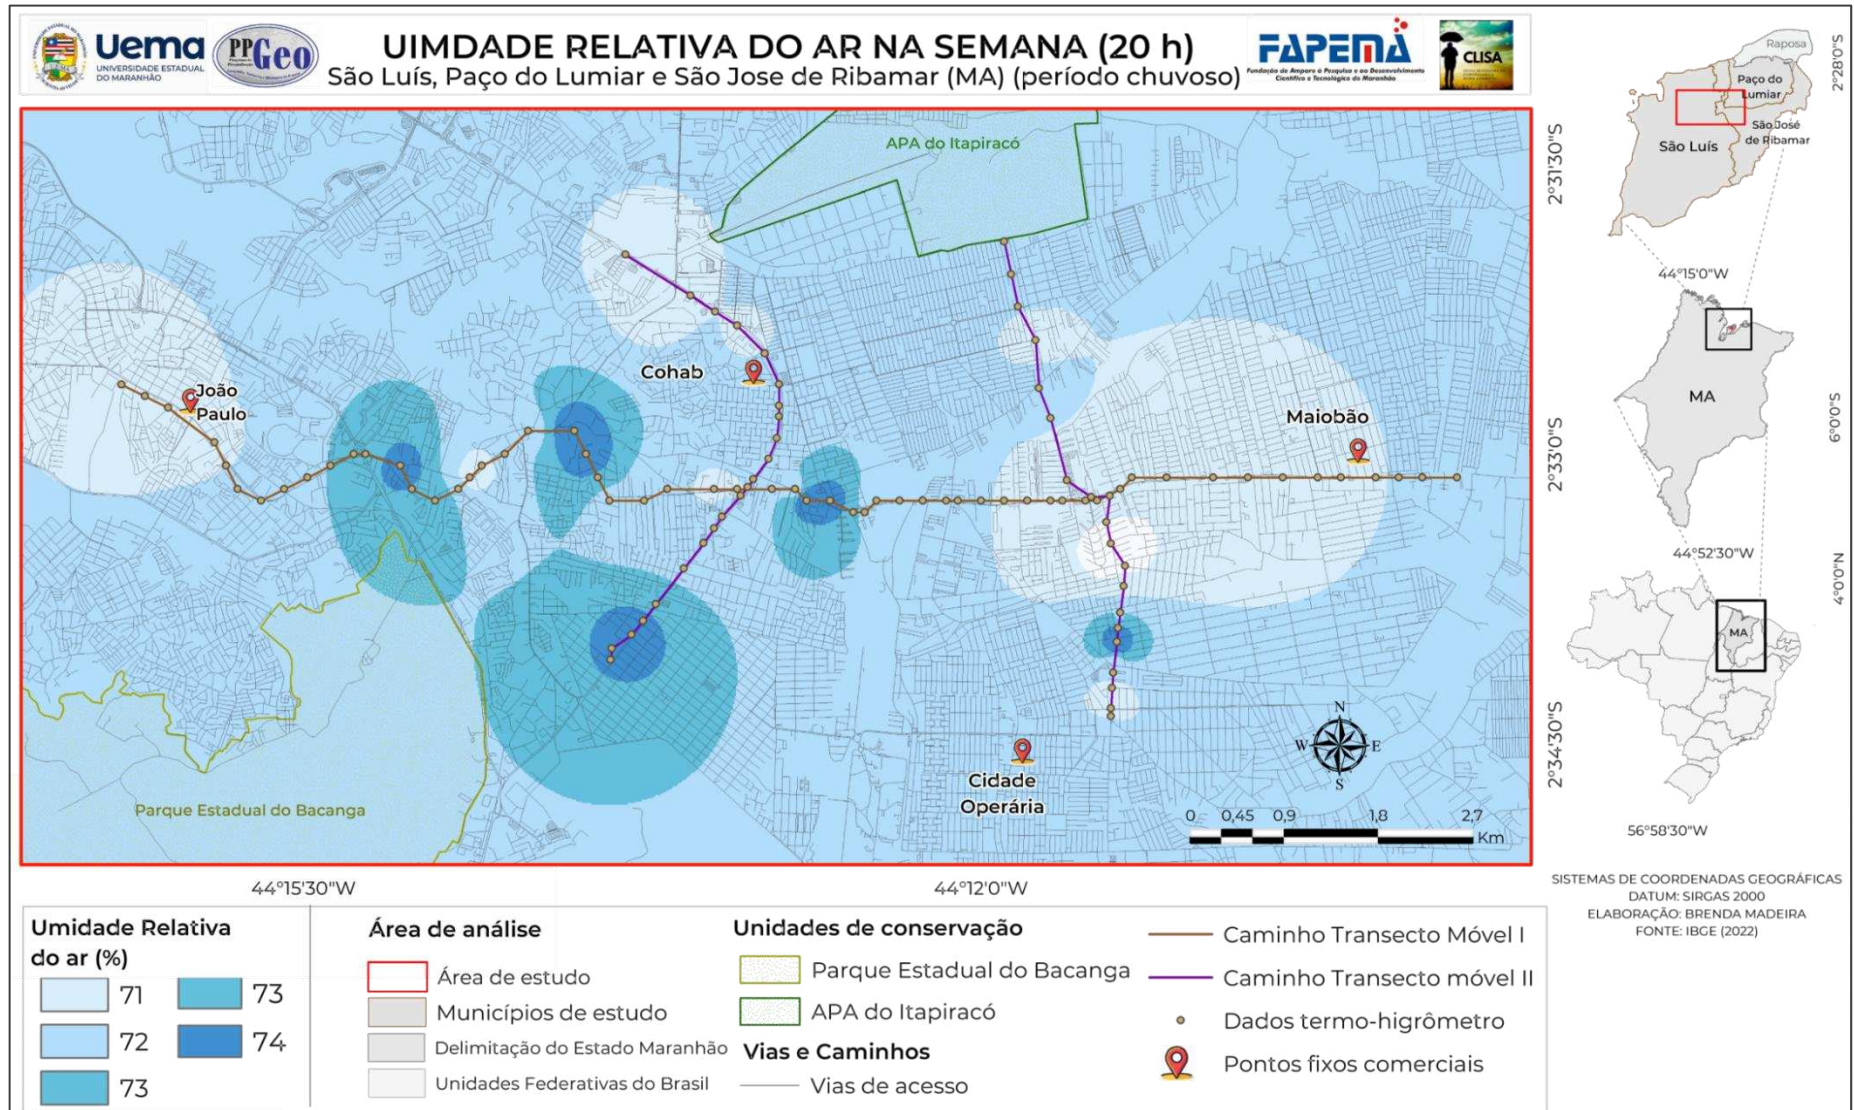 Uema
UNIVERSIDADE ESTADUAL
DO MARANHÃO
PPGeo
UIMDADE RELATIVA DO AR NA SEMANA (20 h)
São Luís, Paço do Lumiar e São Jose de Ribamar (MA) (período chuvoso)
FAPEMA
Fundação de Amparo à Pesquisa e ao Desenvolvimento
Científico e Tecnológico do Maranhão
CLISA
APA do Itapiracó
João
Paulo
Cohab
Maiobão
Cidade
Operária
Parque Estadual do Bacanga
N
W
E
S
0 0,45 0,9 1,8 2,7
Km
2°31'30"S
2°33'30"S
2°34'30"S
44°15'30"W
44°12'0"W
Raposa
Paço do
Lumiar
São José
de Ribamar
São Luís
2°28'0"S
44°15'0"W
MA
6°0'0"S
44°52'30"W
MA
4°0'0"N
56°58'30"W
SISTEMAS DE COORDENADAS GEOGRÁFICAS
DATUM: SIRGAS 2000
ELABORAÇÃO: BRENDA MADEIRA
FONTE: IBGE (2022)
Umidade Relativa
do ar (%)
71
72
73
73
74
Área de análise
Área de estudo
Municípios de estudo
Delimitação do Estado Maranhão
Unidades Federativas do Brasil
Unidades de conservação
Parque Estadual do Bacanga
APA do Itapiracó
Vias e Caminhos
Vias de acesso
Caminho Transecto Móvel I
Caminho Transecto móvel II
Dados termo-higrômetro
Pontos fixos comerciais